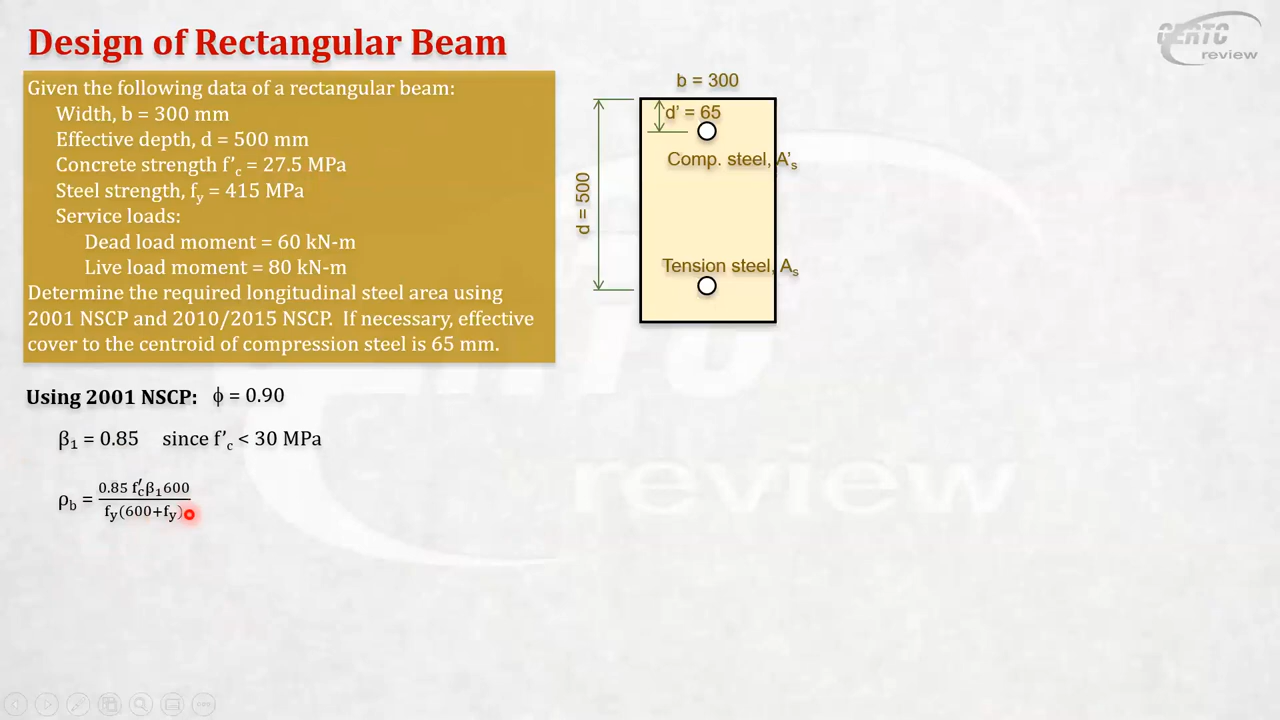 Design of Rectangular Beam
CERTC
review
Given the following data of a rectangular beam:
Width, b = 300 mm
Effective depth, d = 500 mm
Concrete strength f'c = 27.5 MPa
Steel strength, fy = 415 MPa
Service loads:
Dead load moment = 60 kN-m
Live load moment = 80 kN-m
Determine the required longitudinal steel area using
2001 NSCP and 2010/2015 NSCP. If necessary, effective
cover to the centroid of compression steel is 65 mm.
b = 300
d' = 65
Comp. steel, A's
d = 500
Tension steel, As
Using 2001 NSCP: ϕ = 0.90
β1 = 0.85 since f'c < 30 MPa
ρb = 0.85 f'c β1 600 / fy(600+fy)
review